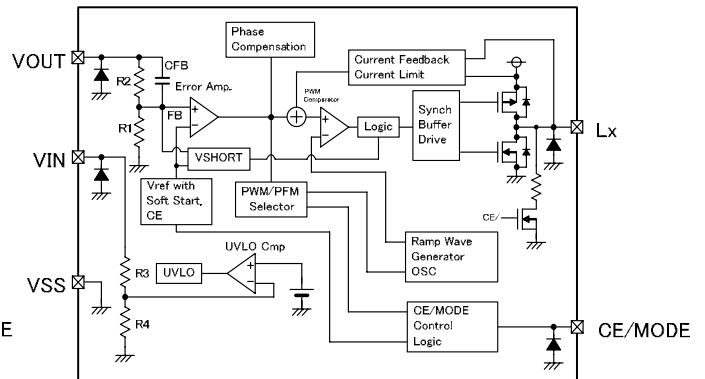 Phase
Compensation
VOUT
CFB
R2
Error Amp.
Current Feedback
Current Limit
PWM
Comparator
FB
R1
Logic
Synch
Buffer
Drive
Lx
VIN
VSHORT
Vref with
Soft Start,
CE
PWM/PFM
Selector
CE/
UVLO Cmp
Ramp Wave
Generator
OSC
R3
UVLO
VSS
R4
CE/MODE
Control
Logic
CE/MODE
E